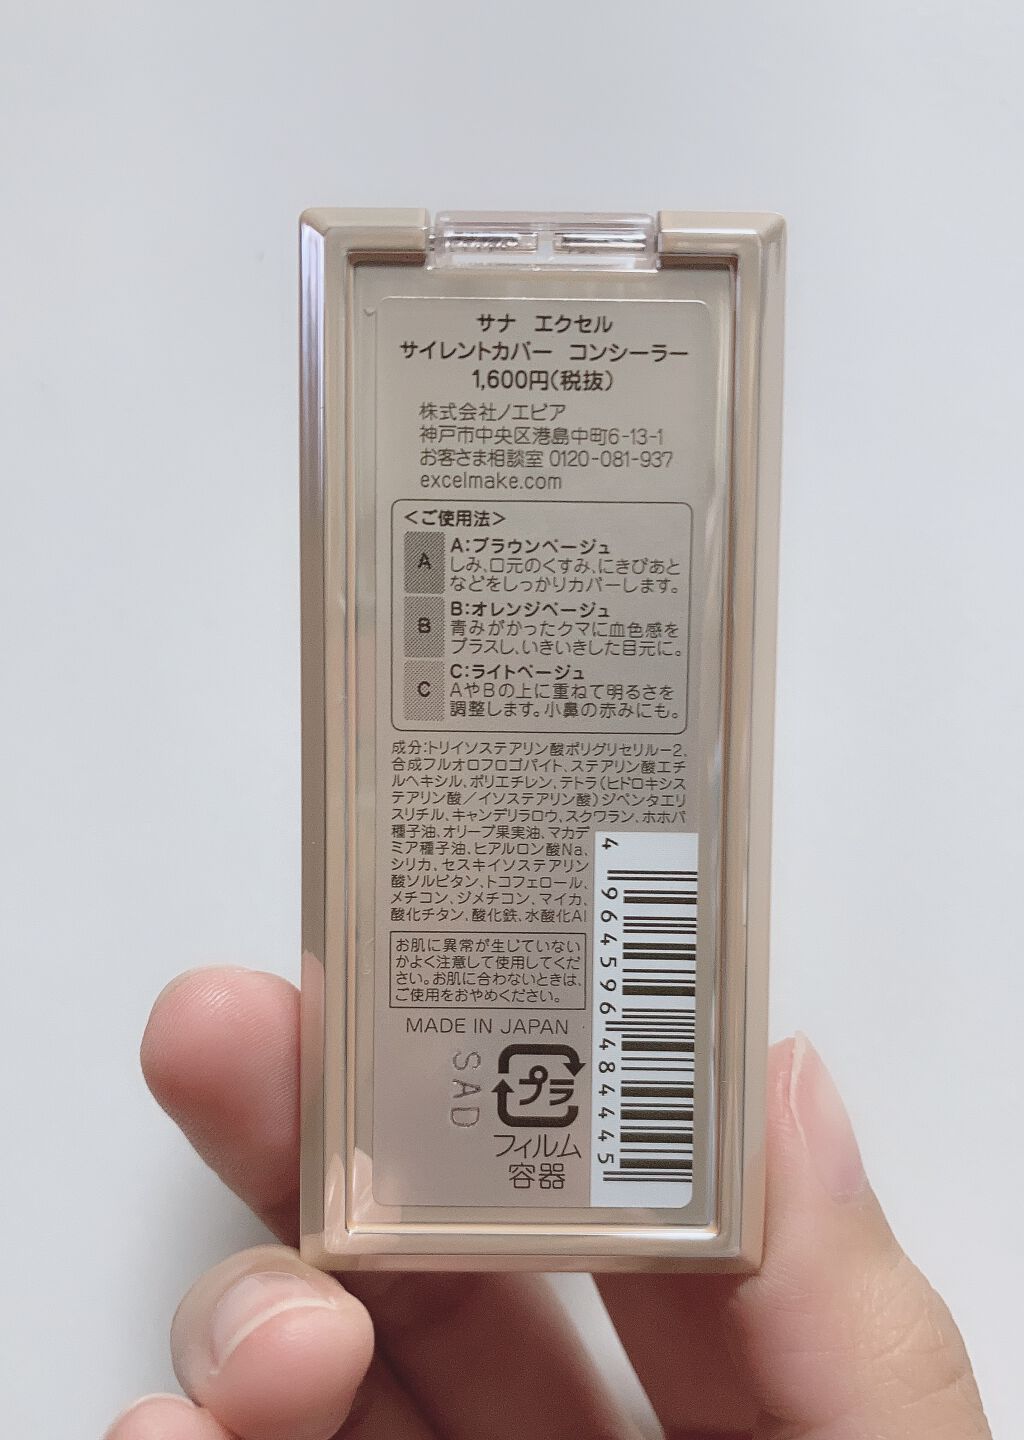 サナ エクセル
サイレントカバー コンシーラー
1,600円(税抜)
株式会社ノエビア
神戸市中央区港島中町6-13-1
お客さま相談室 0120-081-937
excelmake.com
<ご使用法>
A
A:ブラウンベージュ
しみ、口元のくすみ、にきびあと
などをしっかりカバーします。
B
B:オレンジベージュ
青みがかったクマに血色感を
プラスし、いきいきした目元に。
C
C:ライトベージュ
AやBの上に重ねて明るさを
調整します。小鼻の赤みにも。
成分:トリイソステアリン酸ポリグリセリル-2、
合成フルオロフロゴパイト、ステアリン酸エチ
ルヘキシル、ポリエチレン、テトラ(ヒドロキシス
テアリン酸/イソステアリン酸)ジペンタエリ
スリチル、キャンデリラロウ、スクワラン、ホホバ
種子油、オリーブ果実油、マカデ
ミア種子油、ヒアルロン酸Na、
シリカ、セスキイソステアリン
酸ソルビタン、トコフェロール、
メチコン、ジメチコン、マイカ、
酸化チタン、酸化鉄、水酸化Al
お肌に異常が生じていない
かよく注意して使用してくだ
さい。お肌に合わないときは、
ご使用をおやめください。
MADE IN JAPAN
SAD
プラ
フィルム
容器
4964596484445